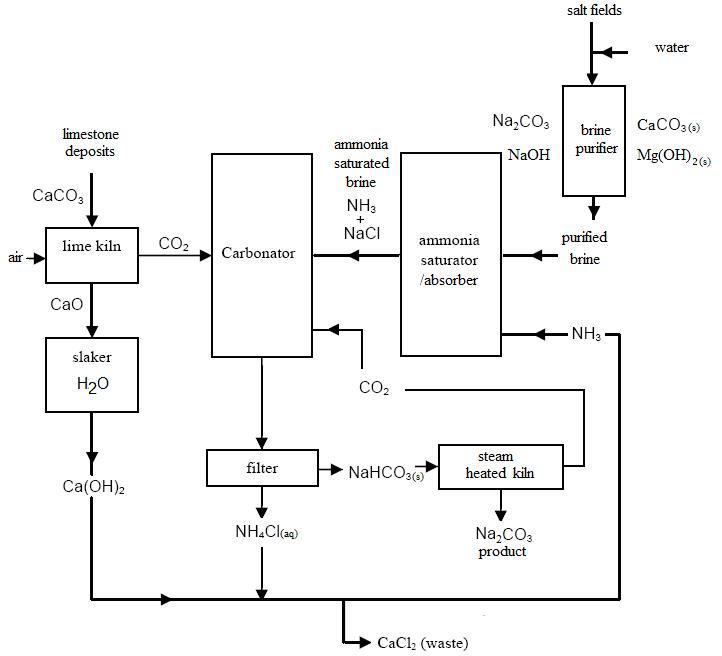 salt fields
water
Na₂CO₃
NaOH
brine
purifier
CaCO₃(s)
Mg(OH)₂(s)
limestone
deposits
CaCO₃
ammonia
saturated
brine
NH₃
+
NaCl
purified
brine
air
lime kiln
CO₂
Carbonator
ammonia
saturator
/absorber
CaO
NH₃
slaker
H₂O
CO₂
Ca(OH)₂
filter
NaHCO₃(s)
steam
heated kiln
NH₄Cl(aq)
Na₂CO₃
product
CaCl₂ (waste)